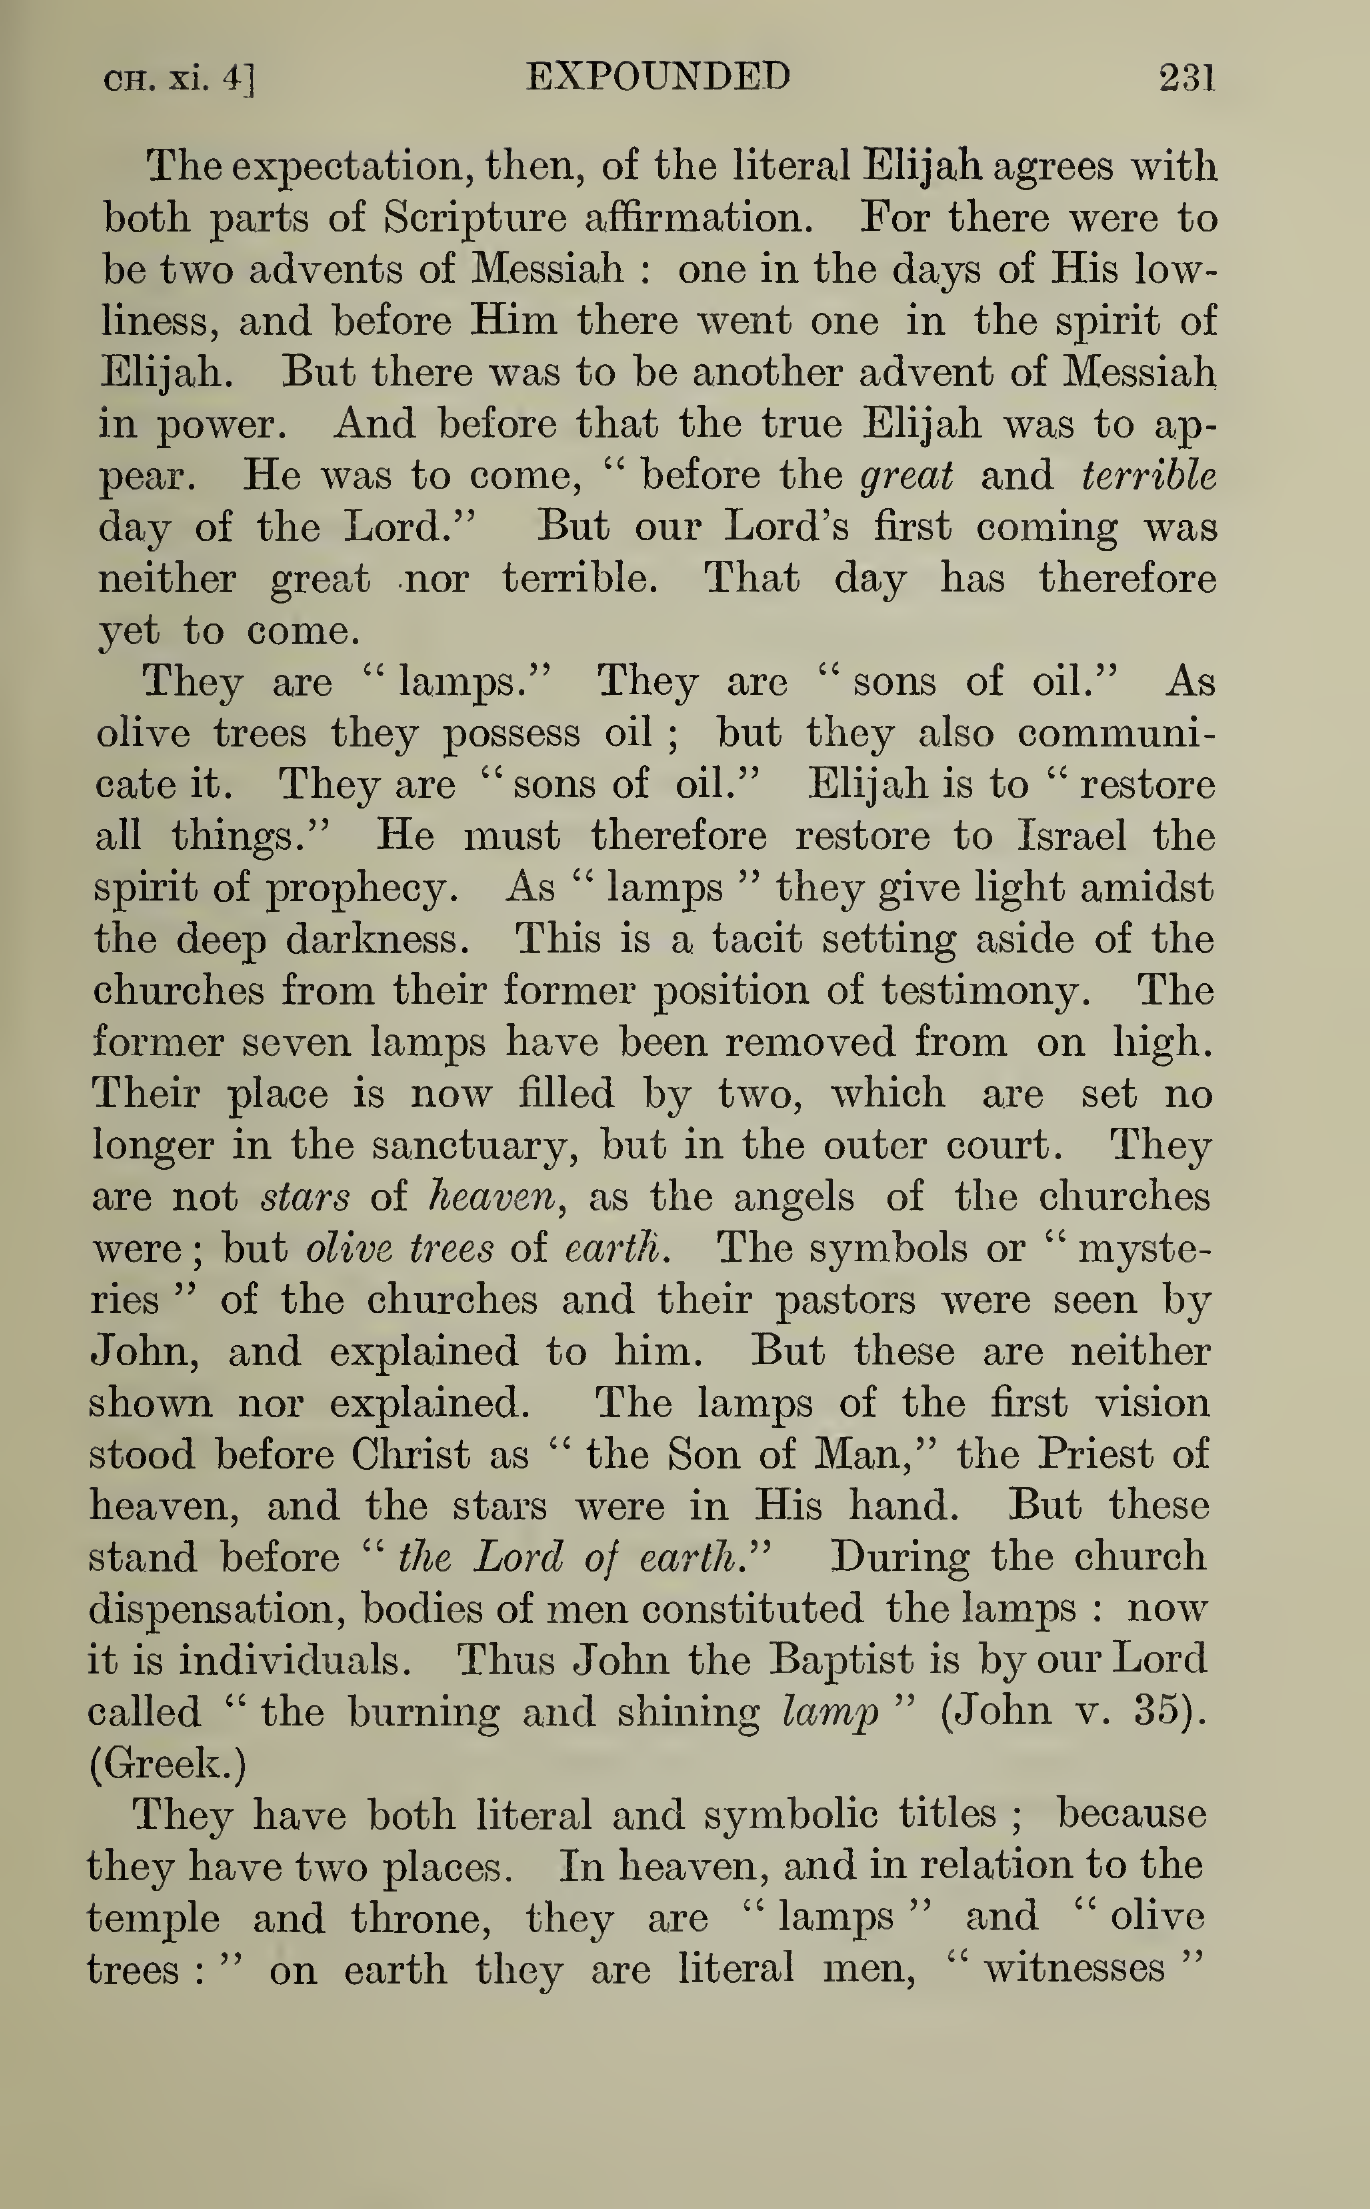 CH. xi. 4] EXPOUNDED 231
The expectation, then, of the literal Elijah agrees with
both parts of Scripture affirmation. For there were to
be two advents of Messiah : one in the days of His low-
liness, and before Him there went one in the spirit of
Elijah. But there was to be another advent of Messiah
in power. And before that the true Elijah was to ap-
pear. He was to come, “ before the great and terrible
day of the Lord.” But our Lord’s first coming was
neither great nor terrible. That day has therefore
yet to come.
They are “ lamps.” They are “ sons of oil.” As
olive trees they possess oil ; but they also communi-
cate it. They are “ sons of oil.” Elijah is to “ restore
all things.” He must therefore restore to Israel the
spirit of prophecy. As “ lamps ” they give light amidst
the deep darkness. This is a tacit setting aside of the
churches from their former position of testimony. The
former seven lamps have been removed from on high.
Their place is now filled by two, which are set no
longer in the sanctuary, but in the outer court. They
are not stars of heaven, as the angels of the churches
were ; but olive trees of earth. The symbols or “ myste-
ries ” of the churches and their pastors were seen by
John, and explained to him. But these are neither
shown nor explained. The lamps of the first vision
stood before Christ as “ the Son of Man,” the Priest of
heaven, and the stars were in His hand. But these
stand before “ the Lord of earth.” During the church
dispensation, bodies of men constituted the lamps : now
it is individuals. Thus John the Baptist is by our Lord
called “ the burning and shining lamp ” (John v. 35).
(Greek.)
They have both literal and symbolic titles ; because
they have two places. In heaven, and in relation to the
temple and throne, they are “ lamps ” and “ olive
trees : ” on earth they are literal men, “ witnesses ”